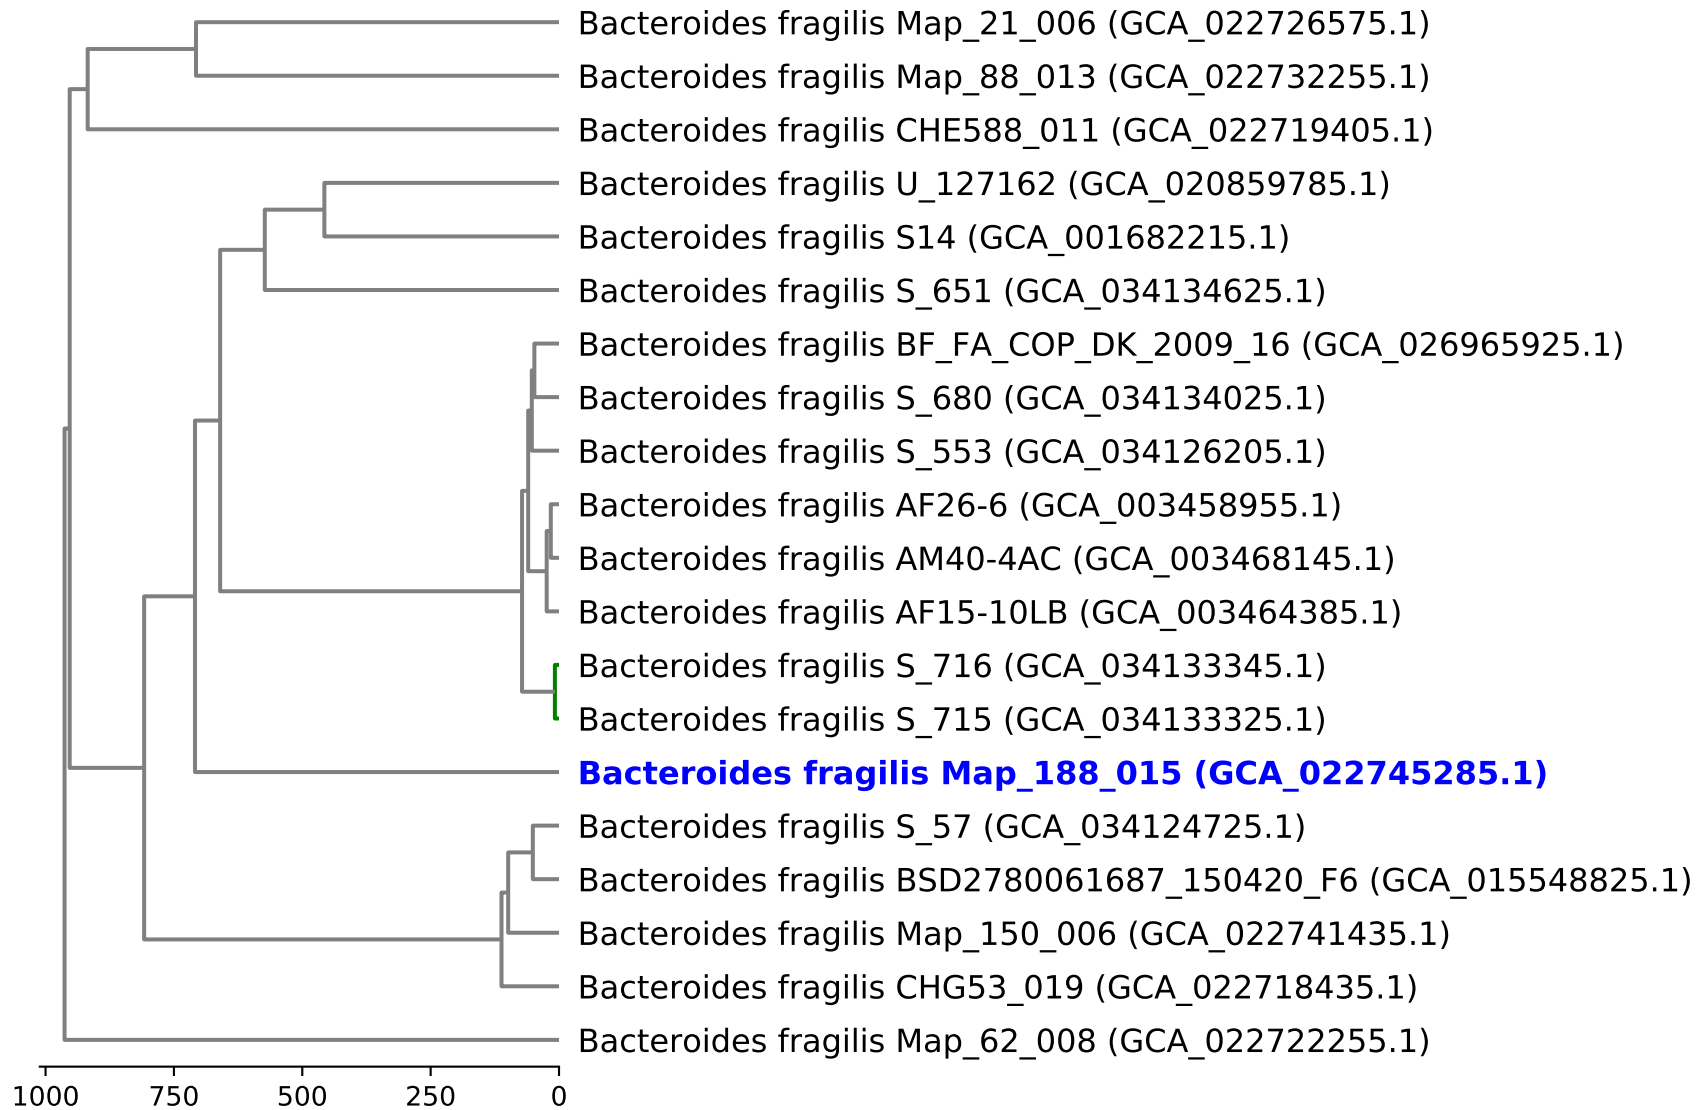 Bacteroides fragilis Map_21_006 (GCA_022726575.1)
Bacteroides fragilis Map_88_013 (GCA_022732255.1)
Bacteroides fragilis CHE588_011 (GCA_022719405.1)
Bacteroides fragilis U_127162 (GCA_020859785.1)
Bacteroides fragilis S14 (GCA_001682215.1)
Bacteroides fragilis S_651 (GCA_034134625.1)
Bacteroides fragilis BF_FA_COP_DK_2009_16 (GCA_026965925.1)
Bacteroides fragilis S_680 (GCA_034134025.1)
Bacteroides fragilis S_553 (GCA_034126205.1)
Bacteroides fragilis AF26-6 (GCA_003458955.1)
Bacteroides fragilis AM40-4AC (GCA_003468145.1)
Bacteroides fragilis AF15-10LB (GCA_003464385.1)
Bacteroides fragilis S_716 (GCA_034133345.1)
Bacteroides fragilis S_715 (GCA_034133325.1)
Bacteroides fragilis Map_188_015 (GCA_022745285.1)
Bacteroides fragilis S_57 (GCA_034124725.1)
Bacteroides fragilis BSD2780061687_150420_F6 (GCA_015548825.1)
Bacteroides fragilis Map_150_006 (GCA_022741435.1)
Bacteroides fragilis CHG53_019 (GCA_022718435.1)
Bacteroides fragilis Map_62_008 (GCA_022722255.1)
1000 750 500 250 0